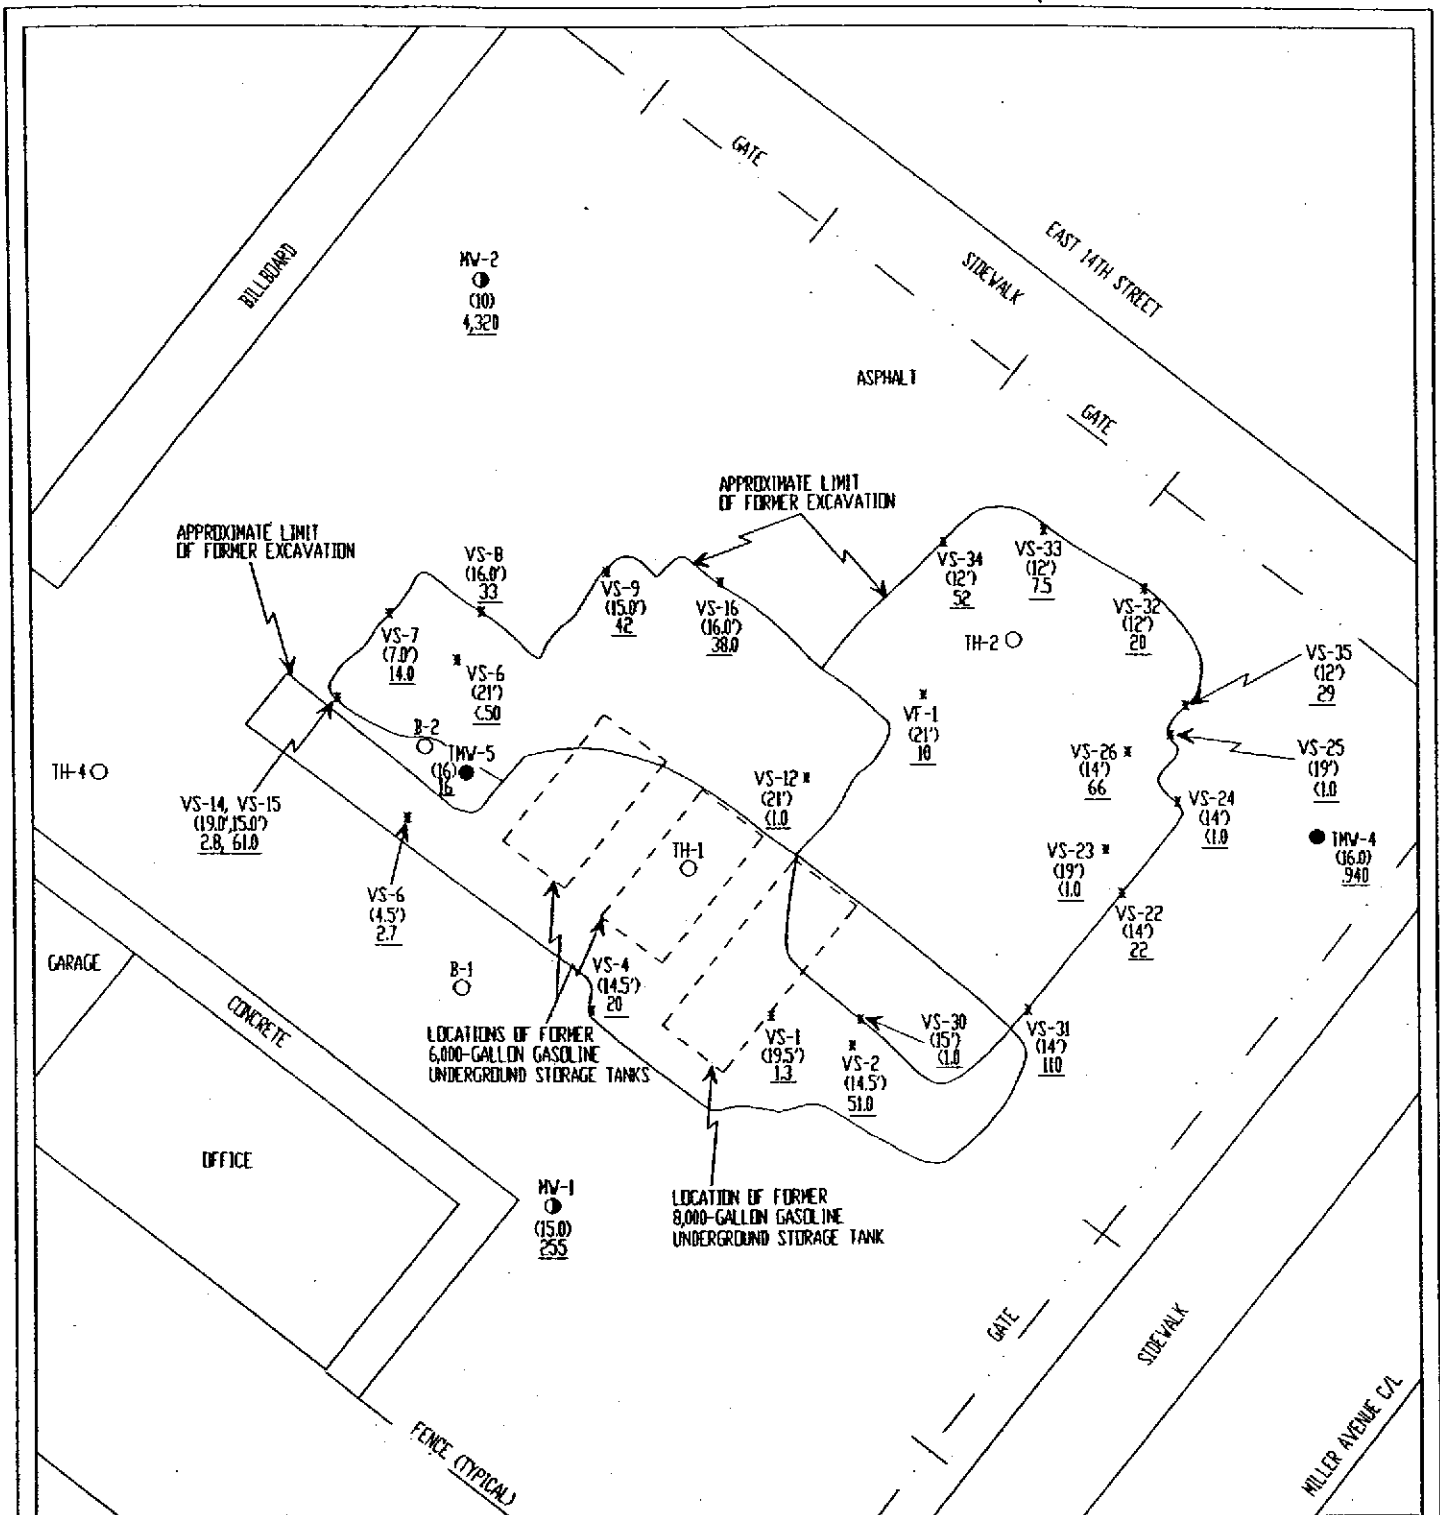 GATE
EAST 14TH STREET
SIDEWALK
BILLBOARD
MW-2
(10)
4,320
ASPHALT
GATE
APPROXIMATE LIMIT
OF FORMER EXCAVATION
APPROXIMATE LIMIT
OF FORMER EXCAVATION
VS-8
(16.0')
33
VS-9
(15.0')
42
VS-16
(16.0')
38.0
VS-34
(12')
52
VS-33
(12')
7.5
VS-32
(12')
20
TH-2
VS-35
(12')
29
VS-7
(7.0')
14.0
VS-6
(21')
<.50
B-2
TMW-5
(16)
16
TH-4
VS-14, VS-15
(19.0',15.0')
2.8, 61.0
VF-1
(21')
10
VS-12
(21')
<1.0
VS-26
(14')
66
VS-25
(19')
<1.0
VS-24
(14')
<1.0
TMW-4
(16.0)
.940
VS-23
(19')
<1.0
VS-22
(14')
22
TH-1
VS-6
(4.5')
2.7
GARAGE
CONCRETE
B-1
VS-4
(14.5')
20
LOCATIONS OF FORMER
6,000-GALLON GASOLINE
UNDERGROUND STORAGE TANKS
VS-1
(19.5')
1.3
VS-2
(14.5')
51.0
VS-30
(15')
<1.0
VS-31
(14')
110
OFFICE
MW-1
(15.0)
255
LOCATION OF FORMER
8,000-GALLON GASOLINE
UNDERGROUND STORAGE TANK
GATE
SIDEWALK
MILLER AVENUE C/L
FENCE (TYPICAL)